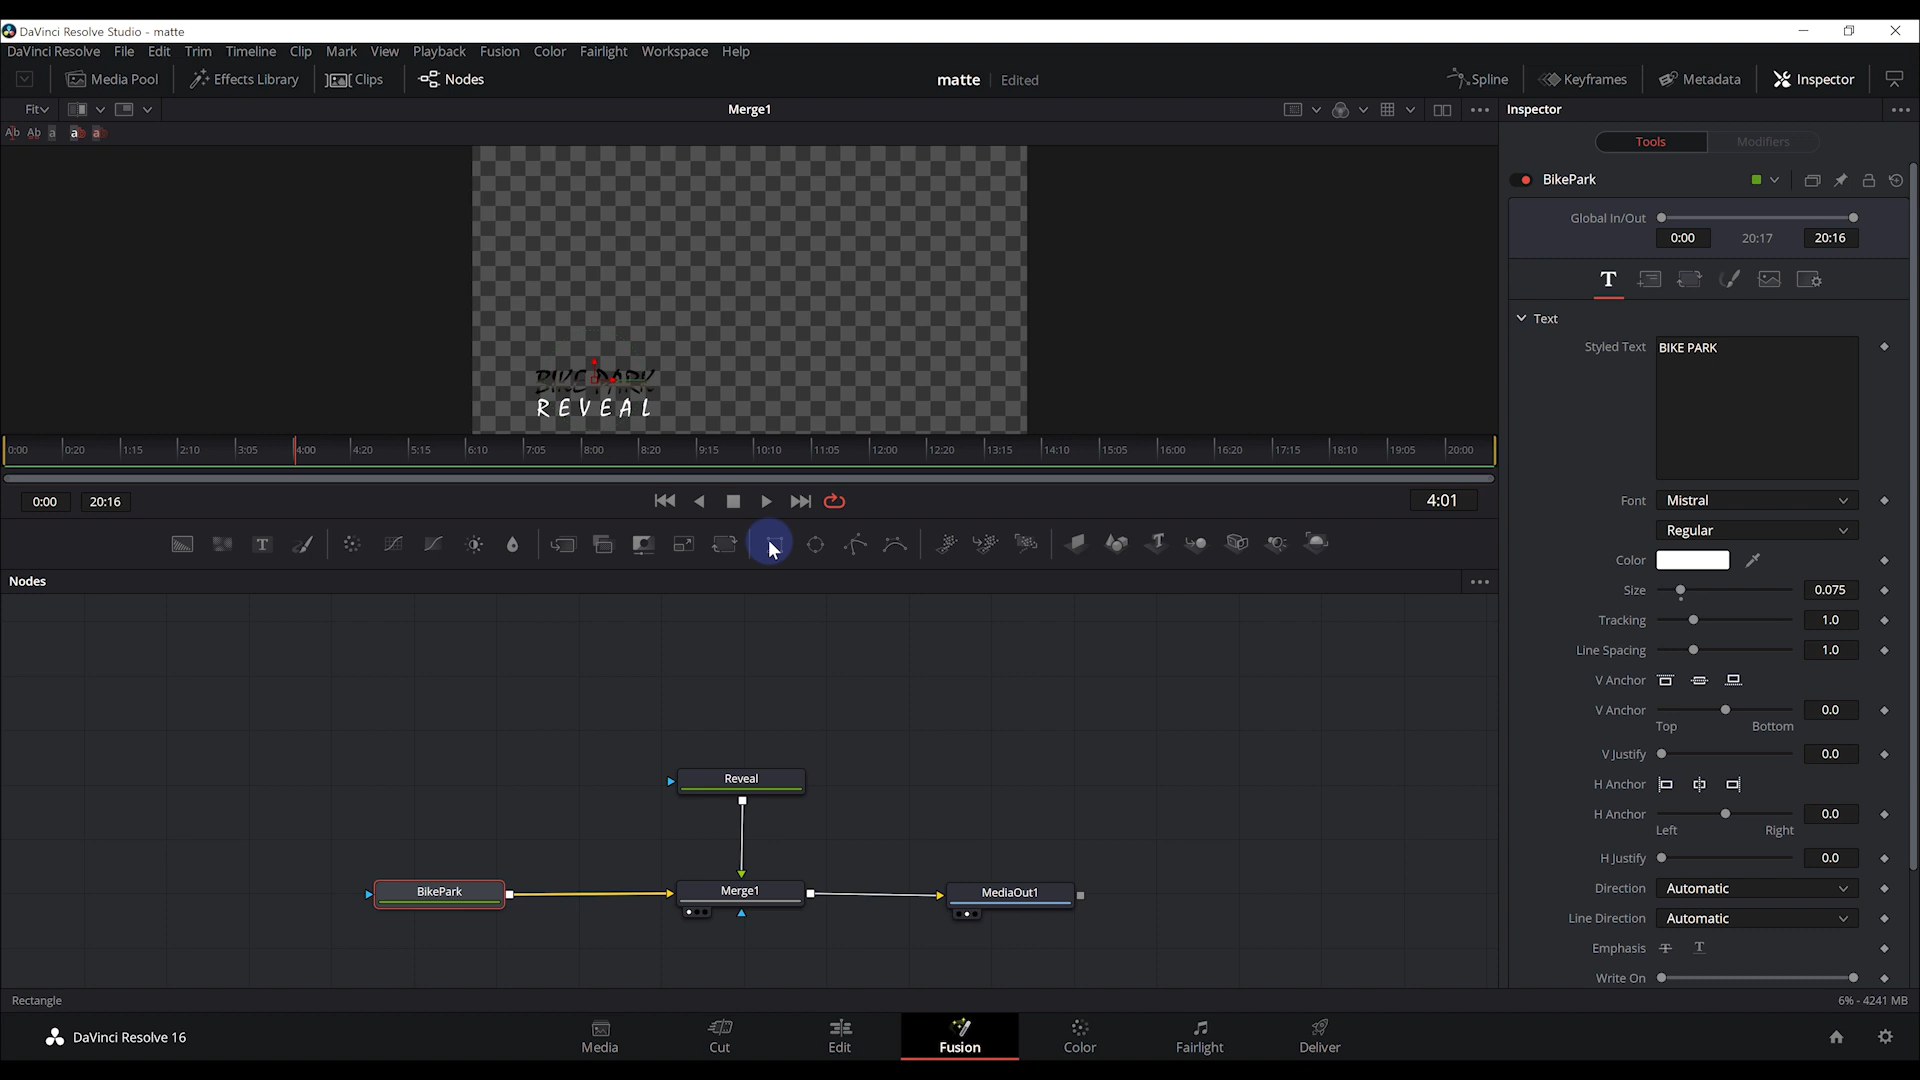 DaVinci Resolve Studio - matte
DaVinci Resolve File Edit Trim Timeline Clip Mark View Playback Fusion Color Fairlight Workspace Help
Media Pool Effects Library Clips Nodes matte Edited Spline Keyframes Metadata Inspector
Fit Merge1 Inspector
Ab Ab a ab a
Tools Modifiers
BikePark
Global In/Out
0:00 20:17 20:16
T
Text
Styled Text BIKE PARK
BIKE PARK
REVEAL
0:00 0:20 1:15 2:10 3:05 4:00 4:20 5:15 6:10 7:05 8:00 8:20 9:15 10:10 11:05 12:00 12:20 13:15 14:10 15:05 16:00 16:20 17:15 18:10 19:05 20:00
0:00 20:16 4:01
Font Mistral
Regular
Color
Nodes
Size 0.075
Tracking 1.0
Line Spacing 1.0
V Anchor
V Anchor 0.0
Top Bottom
V Justify 0.0
H Anchor
H Anchor 0.0
Left Right
H Justify 0.0
Direction Automatic
Line Direction Automatic
Emphasis T T
Write On
Reveal
BikePark Merge1 MediaOut1
Rectangle 6% - 4241 MB
DaVinci Resolve 16 Media Cut Edit Fusion Color Fairlight Deliver